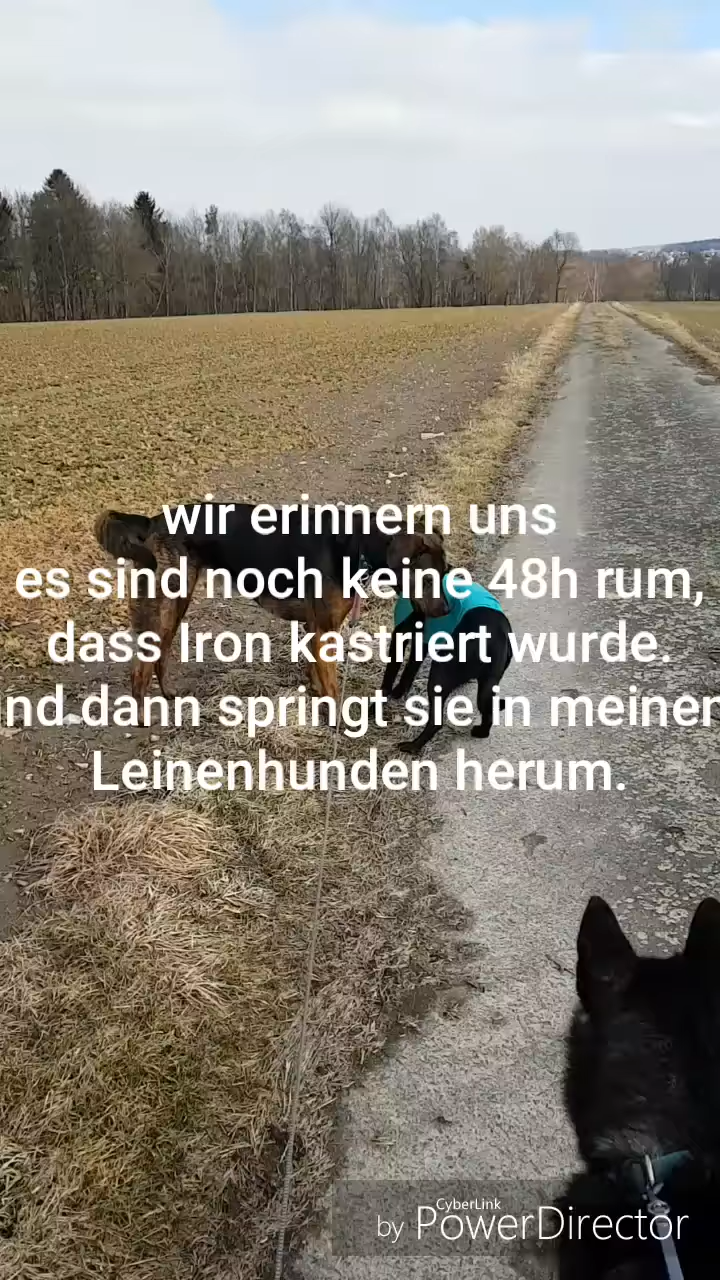 wir erinnern uns
es sind noch keine 48h rum,
dass Iron kastriert wurde.
nd dann springt sie in meiner
Leinenhunden herum.
CyberLink
by PowerDirector